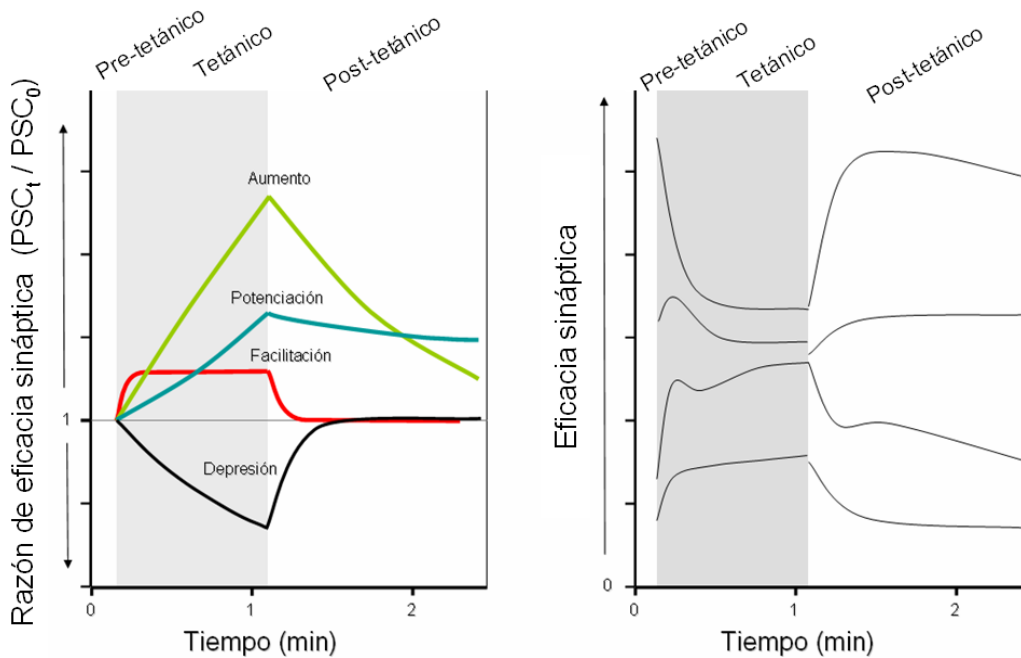 Pre-tetánico
Tetánico
Post-tetánico
Razón de eficacia sináptica (PSCt / PSC0)
Aumento
Potenciación
Facilitación
1
Depresión
0
1
2
Tiempo (min)
Pre-tetánico
Tetánico
Post-tetánico
Eficacia sináptica
0
0
1
2
Tiempo (min)